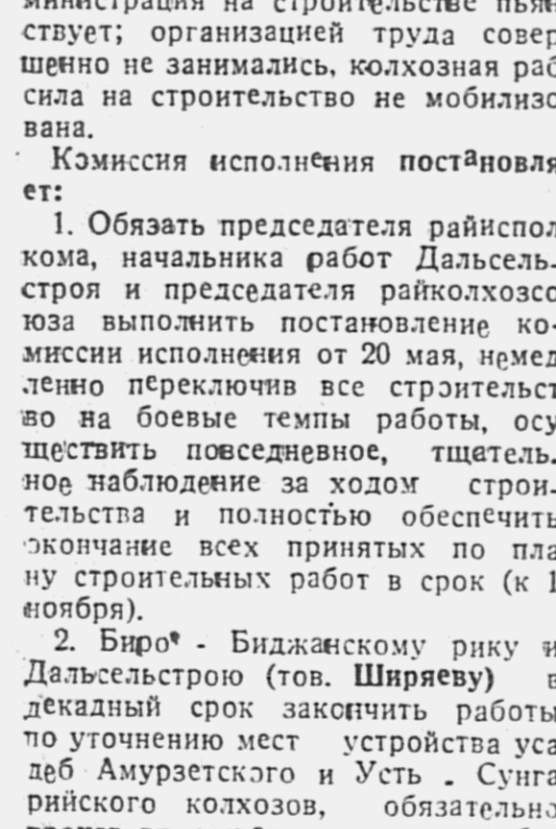 министрация на строительстве пьян
ствует; организацией труда совер
шенно не занимались, колхозная раб
сила на строительство не мобилизо
вана.
Комиссия исполнения постановля
ет:
1. Обязать председателя райиспол
кома, начальника работ Дальсель-
строя и председателя райколхозсо
юза выполнить постановление ко-
миссии исполнения от 20 мая, немед
ленно переключив все строительст
во на боевые темпы работы, осу
ществить повседневное, тщатель-
ное наблюдение за ходом строи-
тельства и полностью обеспечить
окончание всех принятых по пла
ну строительных работ в срок (к 1
ноября).
2. Биро - Биджанскому рику и
Дальсельстрою (тов. Ширяеву) в
декадный срок закончить работы
по уточнению мест устройства уса
деб Амурзетского и Усть - Сунга
рийского колхозов, обязательно